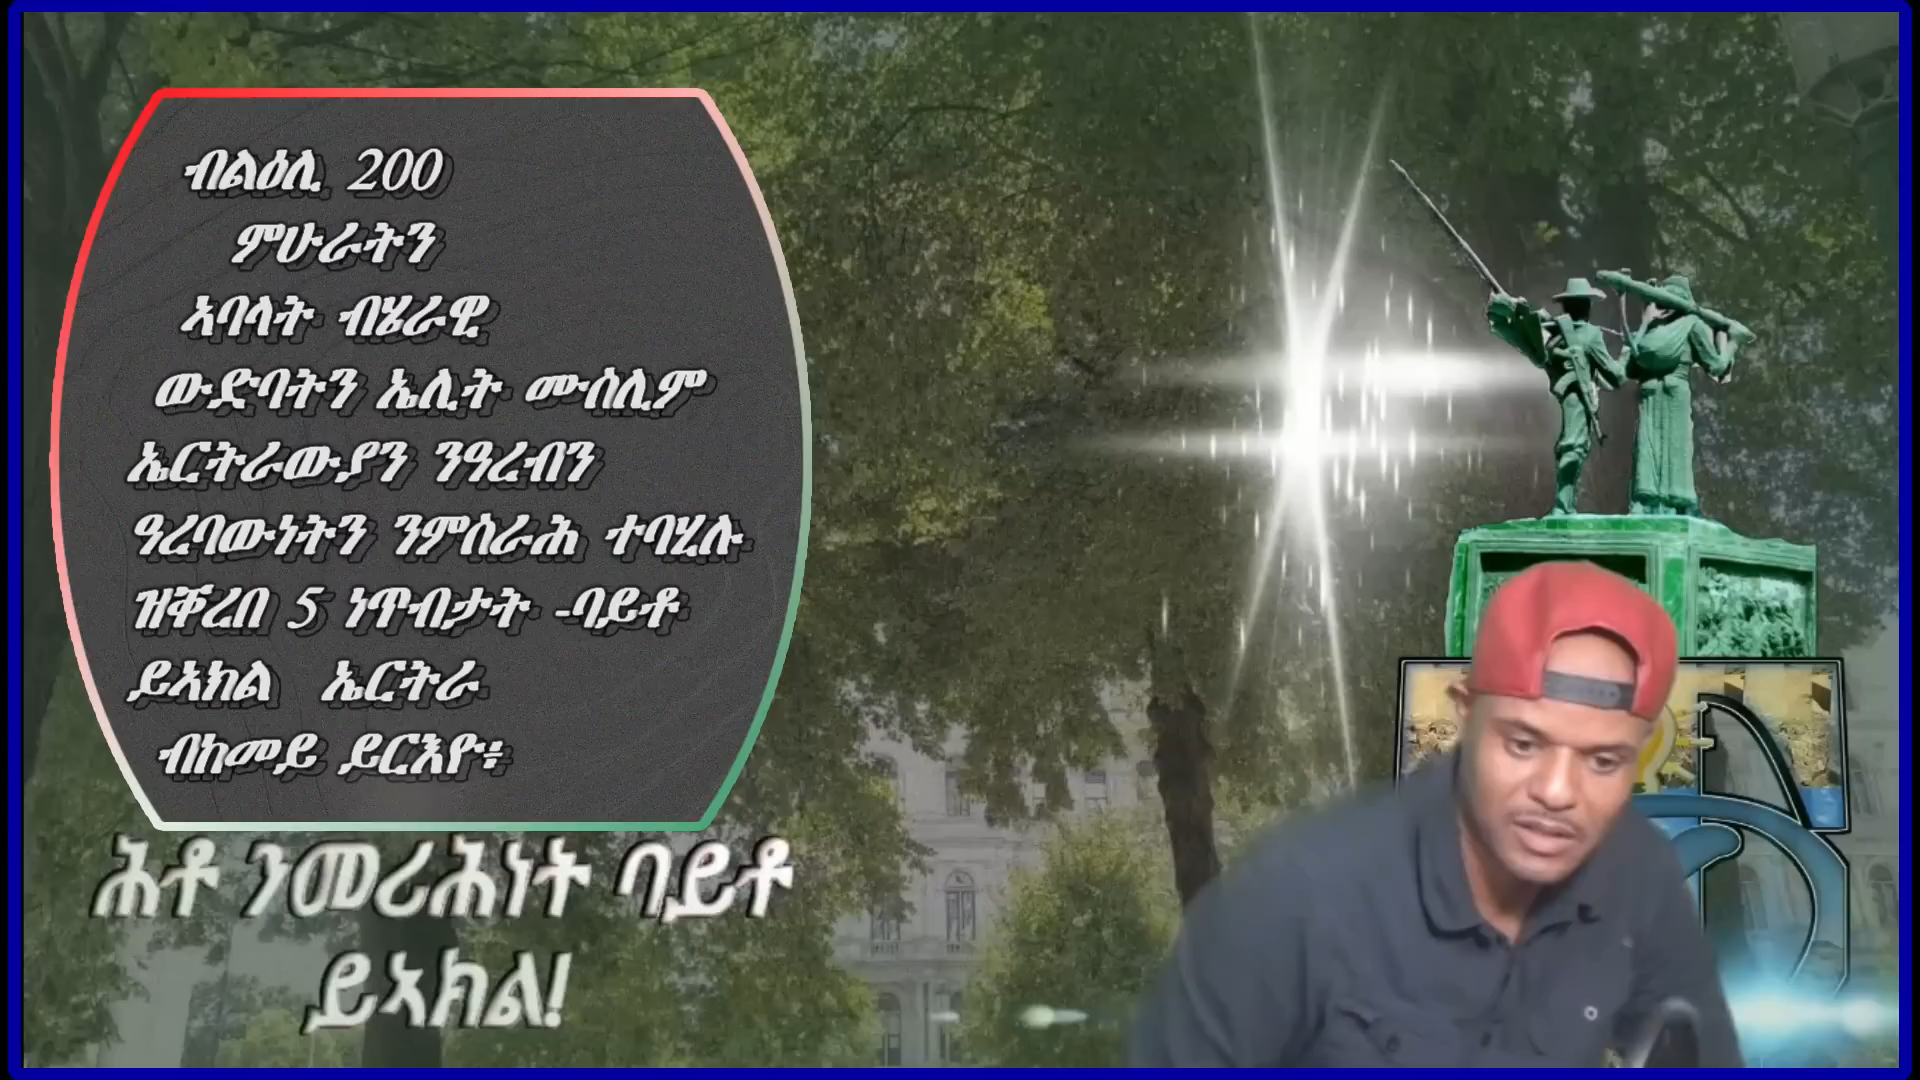 ብልዕሊ 200
ምሁራትን
ኣባላት ብሄራዊ
ውድባትን ኤሊት ሙስሊም
ኤርትራውያን ንዓረብን
ዓረባውነትን ንምስራሕ ተባሂሉ
ዝቐረበ 5 ነጥብታት -ባይቶ
ይኣክል ኤርትራ
ብከመይ ይርእዮ፧
ሕቶ ንመሪሕነት ባይቶ
ይኣክል!